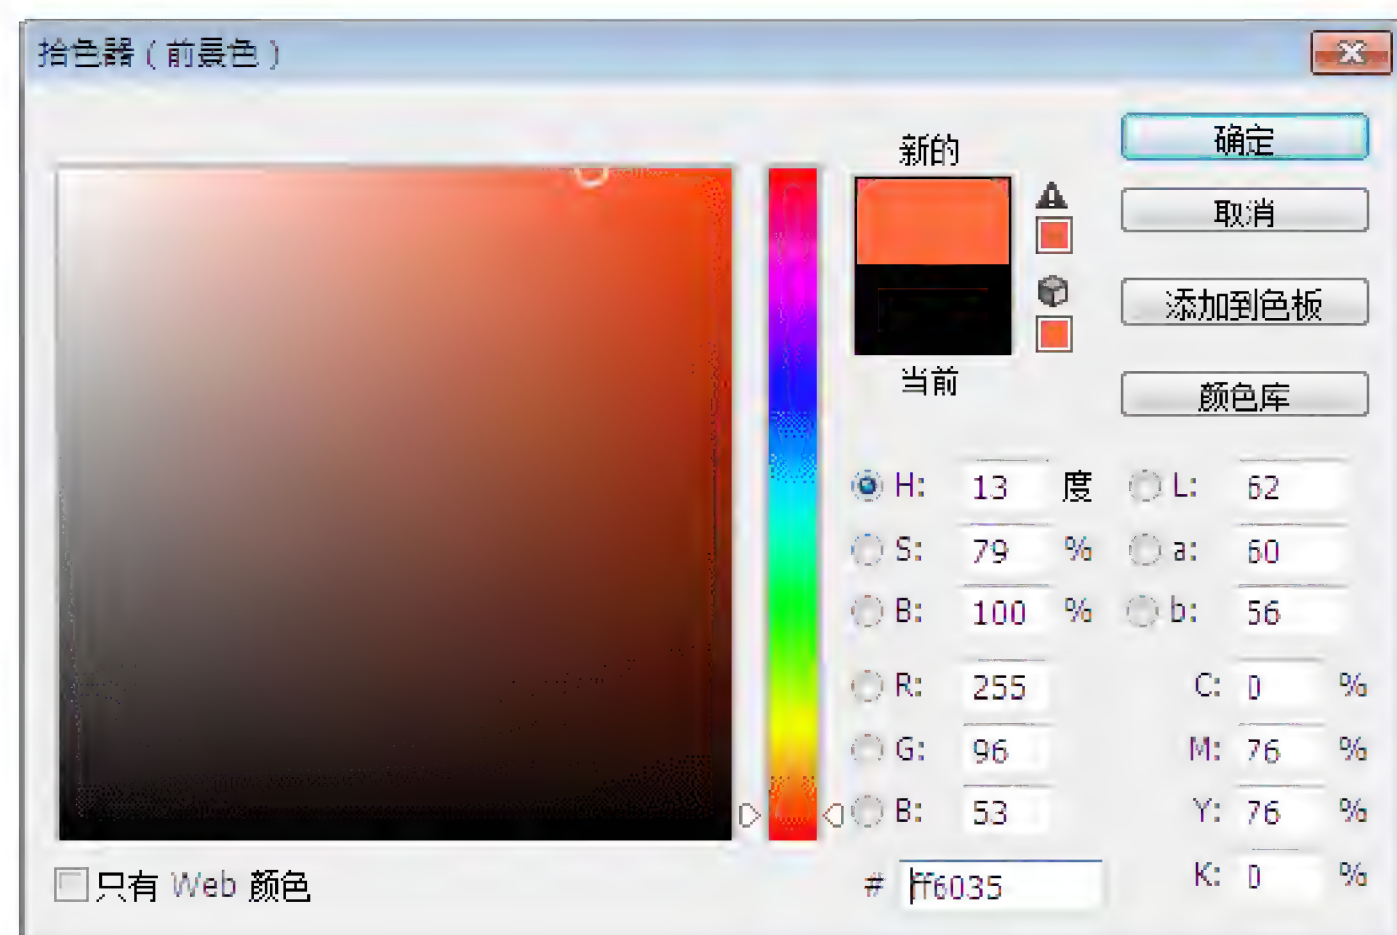 拾色器（前景色）
新的
确定
取消
添加到色板
当前
颜色库
H: 13 度
L: 62
S: 79 %
a: 60
B: 100 %
b: 56
R: 255
C: 0 %
G: 96
M: 76 %
B: 53
Y: 76 %
只有 Web 颜色
# ff6035
K: 0 %